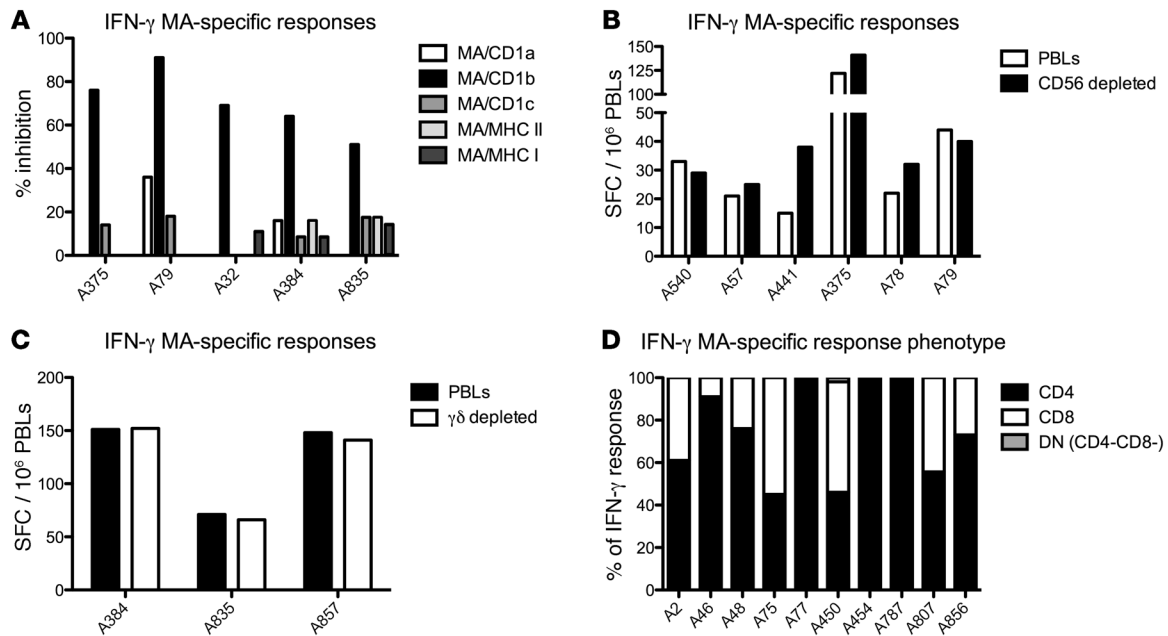 A IFN-γ MA-specific responses
% inhibition
100
80
60
40
20
0
A375 A79 A32 A384 A835
MA/CD1a
MA/CD1b
MA/CD1c
MA/MHC II
MA/MHC I
B IFN-γ MA-specific responses
SFC / 10⁶ PBLs
150
125
100
50
40
30
20
10
0
A540 A57 A441 A375 A78 A79
PBLs
CD56 depleted
C IFN-γ MA-specific responses
SFC / 10⁶ PBLs
200
150
100
50
0
A384 A835 A857
PBLs
γδ depleted
D IFN-γ MA-specific response phenotype
% of IFN-γ response
100
80
60
40
20
0
A2 A46 A48 A75 A77 A450 A454 A787 A807 A856
CD4
CD8
DN (CD4-CD8-)